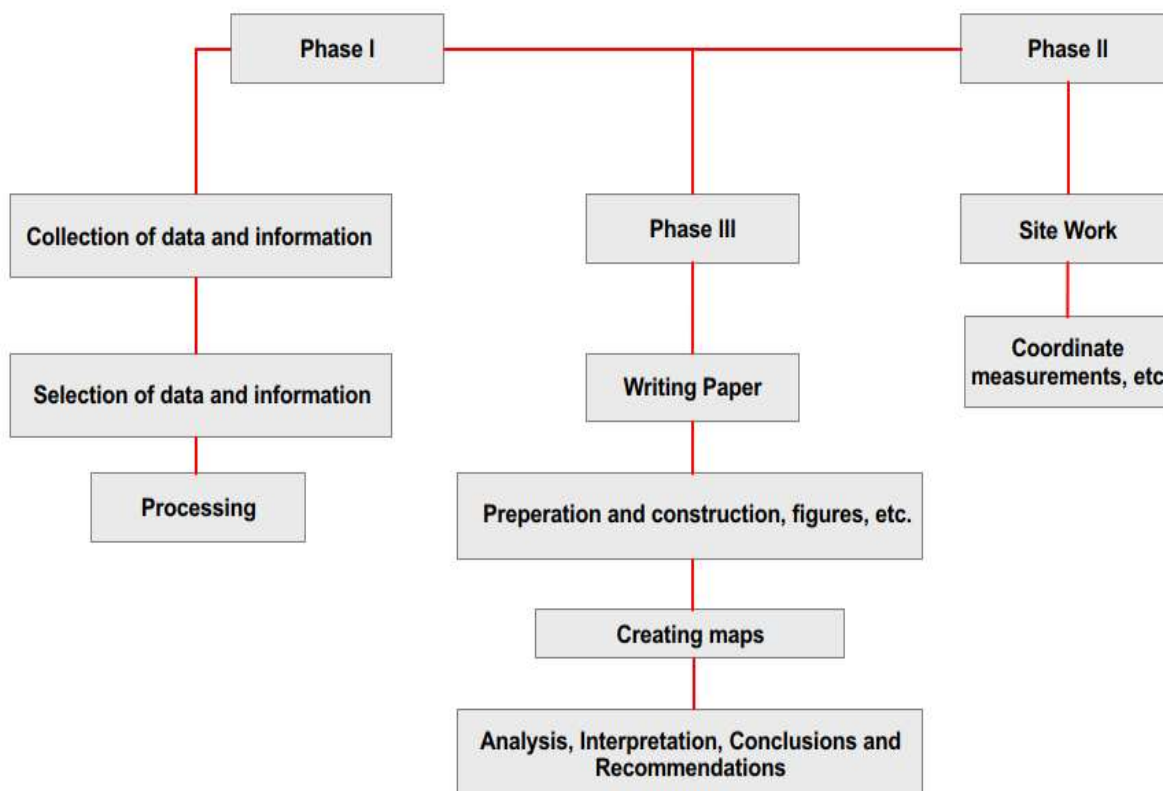 Phase I
Phase II
Collection of data and information
Phase III
Site Work
Coordinate
measurements, etc
Selection of data and information
Writing Paper
Processing
Preperation and construction, figures, etc.
Creating maps
Analysis, Interpretation, Conclusions and
Recommendations